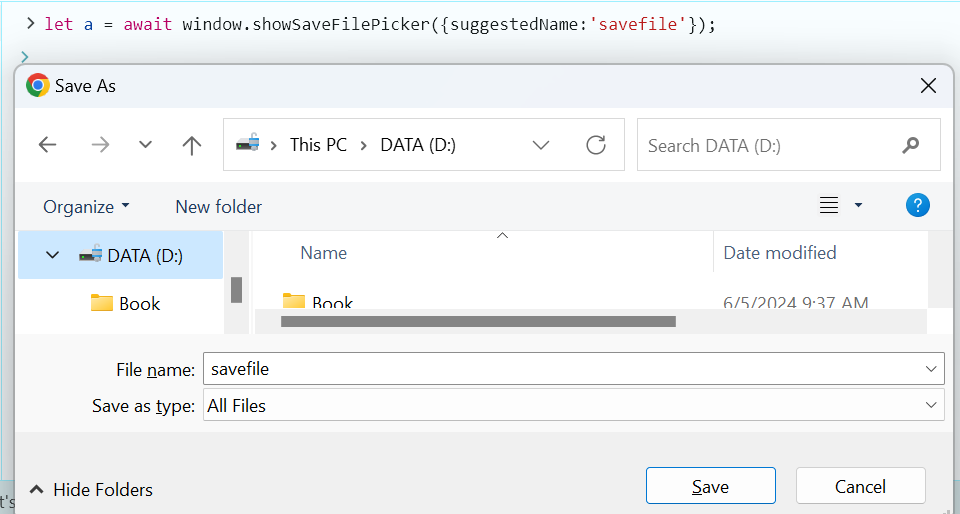 let a = await window.showSaveFilePicker({suggestedName:'savefile'});
Save As
This PC DATA (D:)
Search DATA (D:)
Organize New folder
DATA (D:)
Book
Name Date modified
Book 6/5/2024 9:37 AM
File name: savefile
Save as type: All Files
Hide Folders Save Cancel
t's